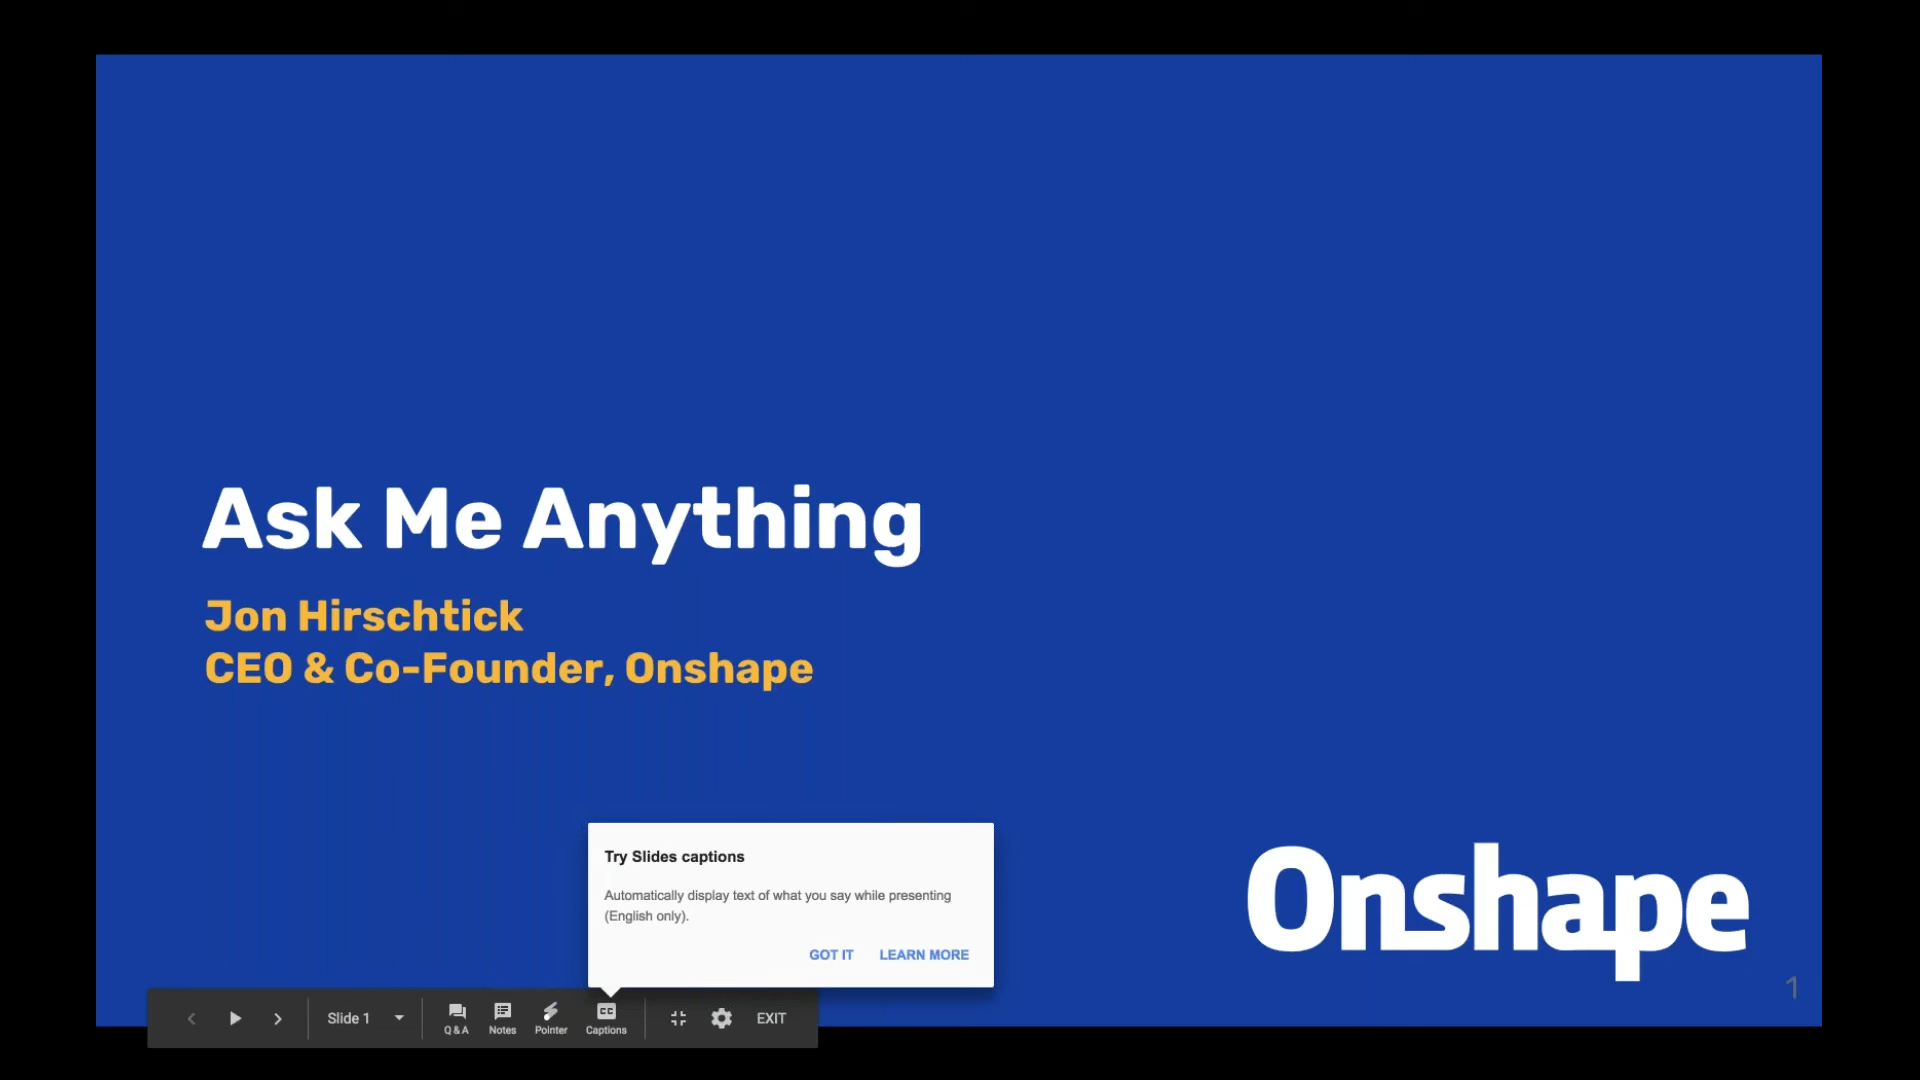 Ask Me Anything
Jon Hirschtick
CEO & Co-Founder, Onshape
Try Slides captions
Automatically display text of what you say while presenting
(English only).
GOT IT LEARN MORE
Onshape
1
Slide 1
Q & A Notes Pointer Captions
EXIT